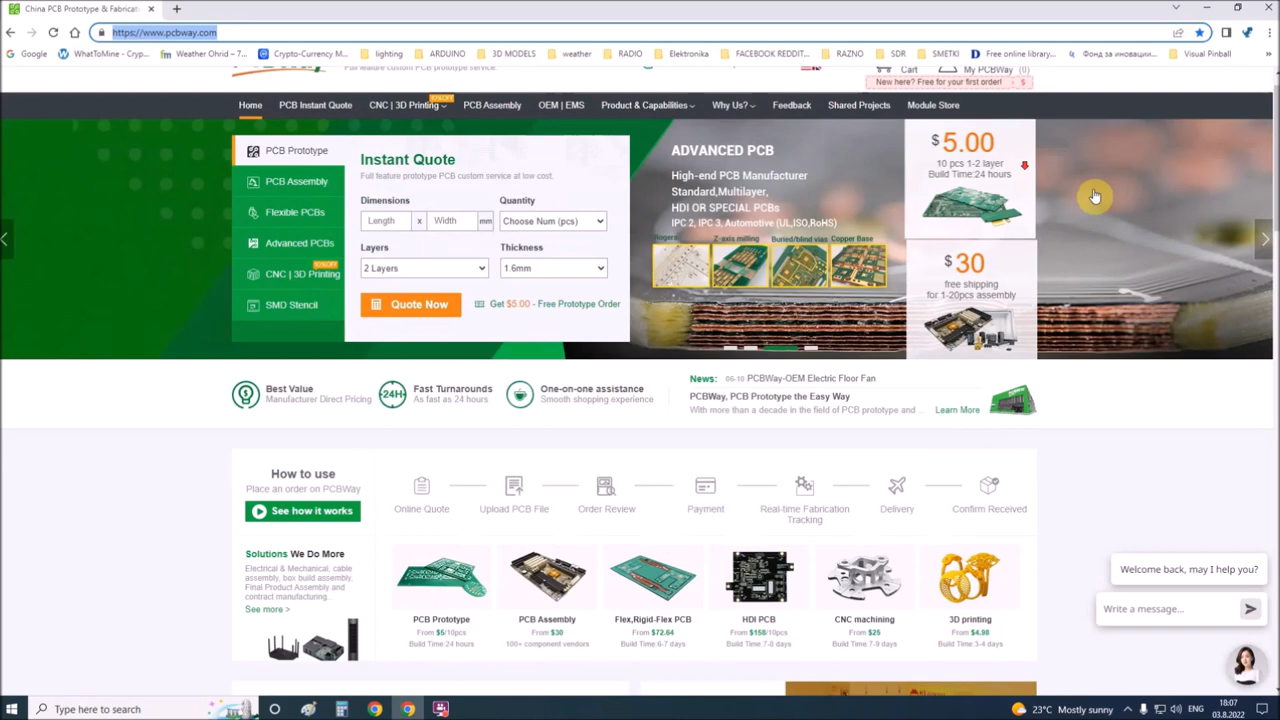 China PCB Prototype & Fabricat
https://www.pcbway.com
Google
WhatToMine - Cryp...
Weather Ohrid - 7...
Crypto-Currency M...
lighting
ARDUINO
3D MODELS
weather
RADIO
Elektronika
FACEBOOK REDDIT...
RAZNO
SDR
SMETKI
Free online library...
Фонд за иновации...
Visual Pinball
»
Full feature custom PCB prototype service.
Cart
My PCBWay
(0)
New here? Free for your first order!
$
Home
PCB Instant Quote
CNC | 3D Printing
PCB Assembly
OEM | EMS
Product & Capabilities
Why Us?
Feedback
Shared Projects
Module Store
PCB Prototype
PCB Assembly
Flexible PCBs
Advanced PCBs
CNC | 3D Printing
SMD Stencil
Instant Quote
Full feature prototype PCB custom service at low cost.
Dimensions
Quantity
Length
x
Width
mm
Choose Num (pcs)
Layers
Thickness
2 Layers
1.6mm
Quote Now
Get $5.00 - Free Prototype Order
ADVANCED PCB
High-end PCB Manufacturer
Standard,Multilayer,
HDI OR SPECIAL PCBs
IPC 2, IPC 3, Automotive (UL,ISO,RoHS)
Rogers
Z-axis milling
Buried/blind vias
Copper Base
$5.00
10 pcs 1-2 layer
Build Time:24 hours
$30
free shipping
for 1-20pcs assembly
Best Value
Manufacturer Direct Pricing
24H
Fast Turnarounds
As fast as 24 hours
One-on-one assistance
Smooth shopping experience
News:
06-10 PCBWay-OEM Electric Floor Fan
PCBWay, PCB Prototype the Easy Way
With more than a decade in the field of PCB prototype and ...
Learn More
How to use
Place an order on PCBWay
See how it works
Online Quote
Upload PCB File
Order Review
Payment
Real-time Fabrication
Tracking
Delivery
Confirm Received
Solutions We Do More
Electrical & Mechanical, cable
assembly, box build assembly,
Final Product Assembly and
contract manufacturing..
See more >
PCB Prototype
From $5/10pcs
Build Time:24 hours
PCB Assembly
From $30
100+ component vendors
Flex,Rigid-Flex PCB
From $72.64
Build Time:6-7 days
HDI PCB
From $158/10pcs
Build Time:7-8 days
CNC machining
From $25
Build Time:7-9 days
3D printing
From $4.98
Build Time:3-4 days
Welcome back, may I help you?
Write a message...
Type here to search
23°C Mostly sunny
ENG
18:07
03.8.2022